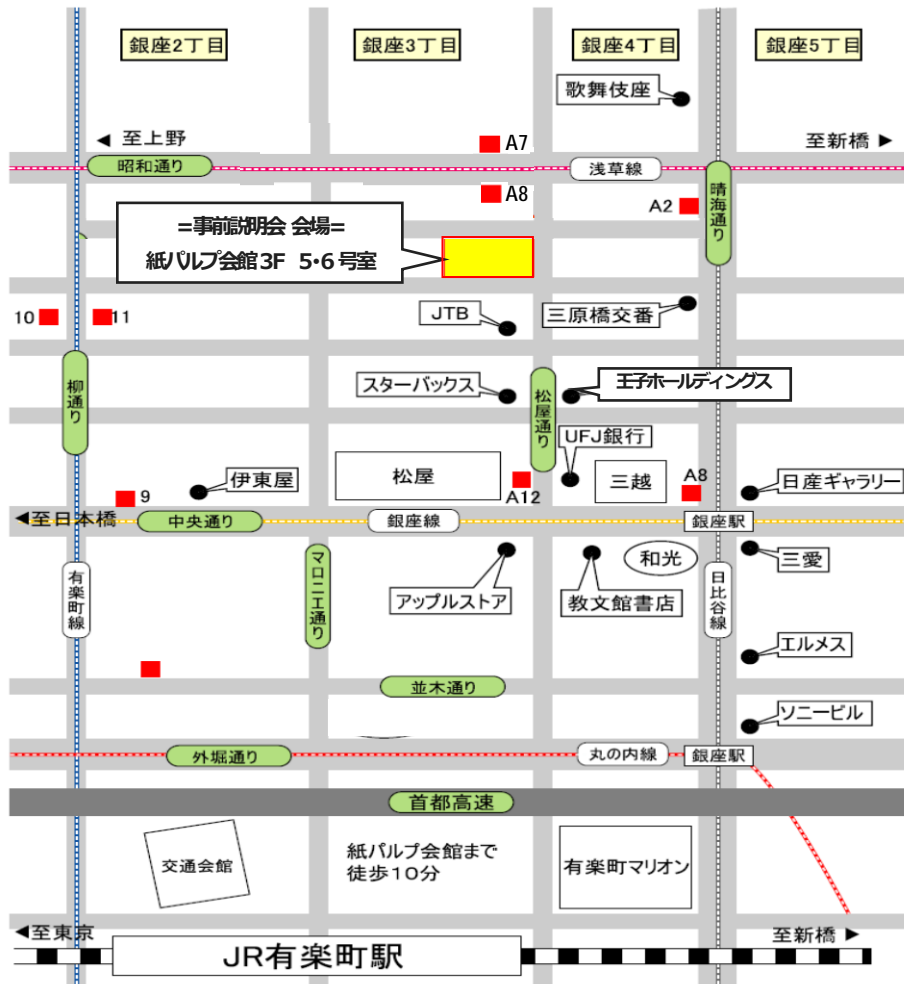 銀座2丁目
銀座3丁目
銀座4丁目
銀座5丁目
歌舞伎座
至上野
A7
至新橋
昭和通り
浅草線
A8
A2
晴海通り
=事前説明会 会場=
紙パルプ会館3F 5・6号室
10
11
JTB
三原橋交番
柳通り
スターバックス
松屋通り
王子ホールディングス
UFJ銀行
伊東屋
松屋
三越
A8
日産ギャラリー
9
A12
至日本橋
中央通り
銀座線
銀座駅
有楽町線
マロニエ通り
アップルストア
教文館書店
和光
日比谷線
三愛
エルメス
並木通り
ソニービル
外堀通り
丸の内線
銀座駅
首都高速
交通会館
紙パルプ会館まで
徒歩10分
有楽町マリオン
至東京
至新橋
JR有楽町駅